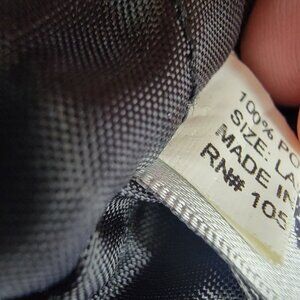 100% PO
SIZE: LA
MADE IN
RN# 105